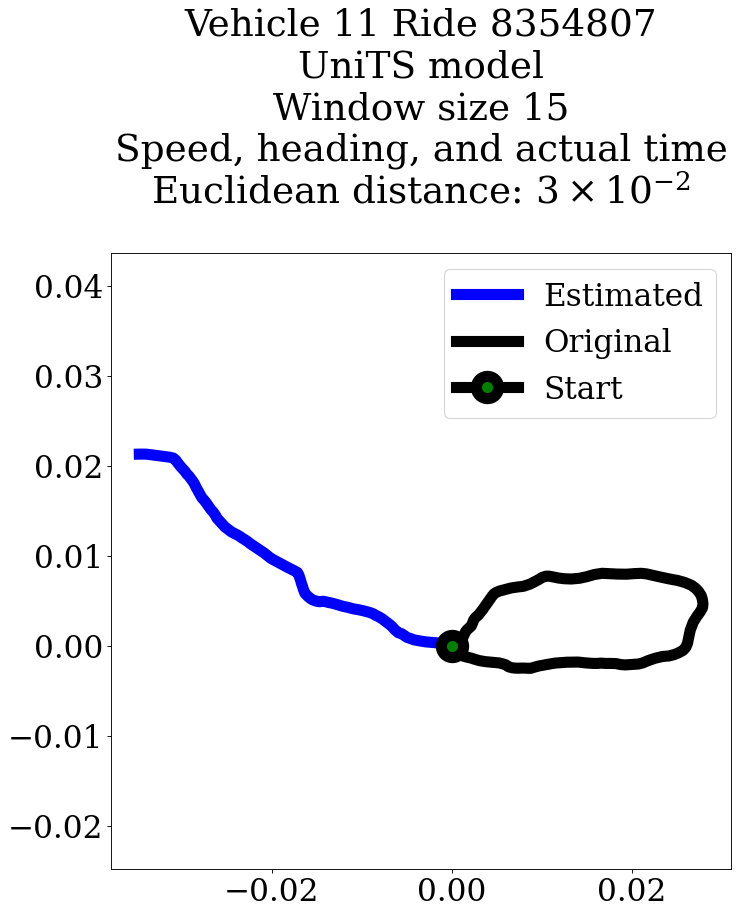 Vehicle 11 Ride 8354807
UniTS model
Window size 15
Speed, heading, and actual time
Euclidean distance: 3 × 10⁻²
Estimated
Original
Start
0.04
0.03
0.02
0.01
0.00
−0.01
−0.02
−0.02 0.00 0.02